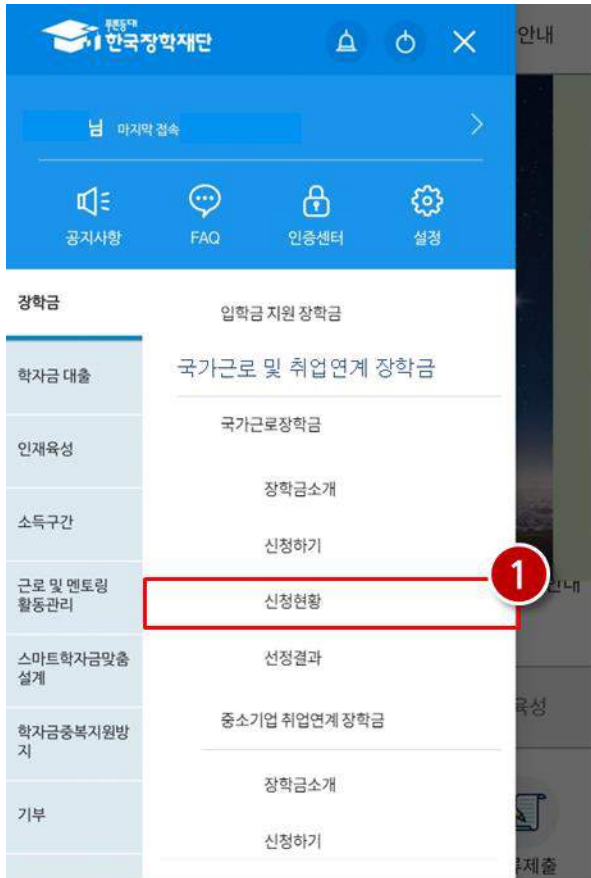 푸른등대
한국장학재단
안내
님 마지막 접속
공지사항
FAQ
인증센터
설정
장학금
학자금 대출
인재육성
소득구간
근로 및 멘토링
활동관리
스마트학자금맞춤
설계
학자금중복지원방
지
기부
입학금 지원 장학금
국가근로 및 취업연계 장학금
국가근로장학금
장학금소개
신청하기
신청현황
1
선정결과
중소기업 취업연계 장학금
장학금소개
신청하기
안내
육성
류제출